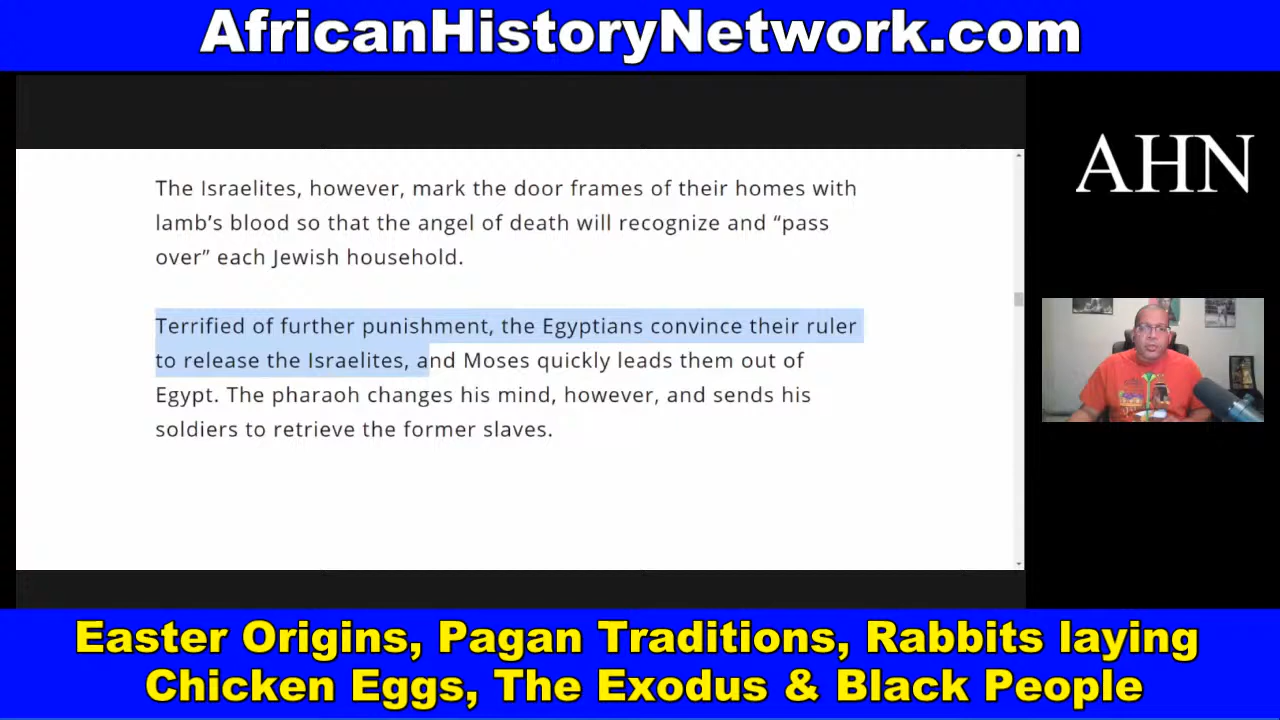 AfricanHistoryNetwork.com
AHN
The Israelites, however, mark the door frames of their homes with
lamb's blood so that the angel of death will recognize and “pass
over” each Jewish household.
Terrified of further punishment, the Egyptians convince their ruler
to release the Israelites, and Moses quickly leads them out of
Egypt. The pharaoh changes his mind, however, and sends his
soldiers to retrieve the former slaves.
Easter Origins, Pagan Traditions, Rabbits laying
Chicken Eggs, The Exodus & Black People